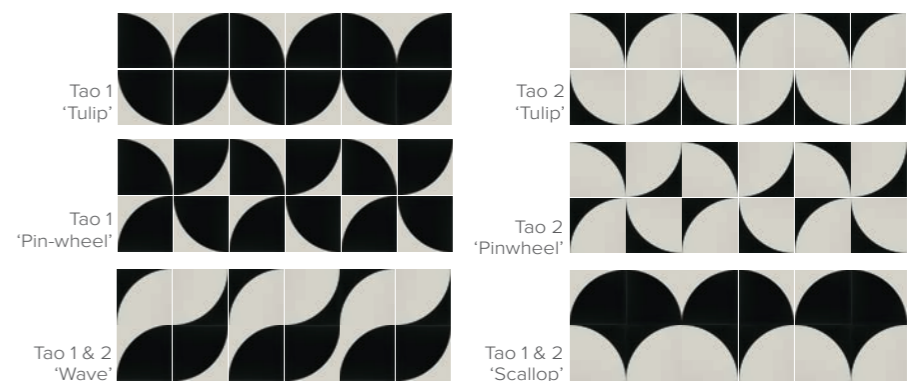 Tao 1
'Tulip'
Tao 2
'Tulip'
Tao 1
'Pin-wheel'
Tao 2
'Pinwheel'
Tao 1 & 2
'Wave'
Tao 1 & 2
'Scallop'